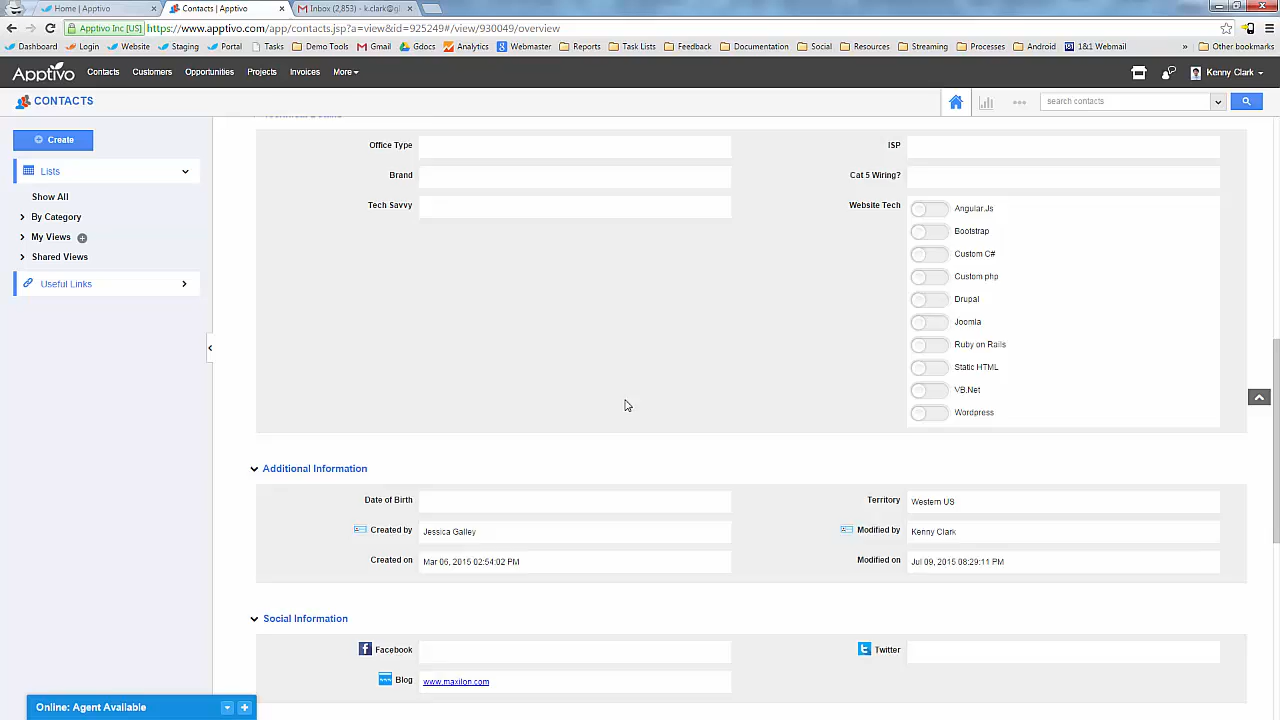 Home | Apptivo
Contacts | Apptivo
Inbox (2,853) - k.clark@gl
Apptivo Inc [US]
https://www.apptivo.com/app/contacts.jsp?a=view&id=925249#/view/930049/overview
Dashboard Login Website Staging Portal Tasks Demo Tools Gmail Gdocs Analytics Webmaster Reports Task Lists Feedback Documentation Social Resources Streaming Processes Android 1&1 Webmail » Other bookmarks
Apptivo Contacts Customers Opportunities Projects Invoices More Kenny Clark
CONTACTS
search contacts
Create
Lists
Show All
By Category
My Views
Shared Views
Useful Links
Technical Details
Office Type
ISP
Brand
Cat 5 Wiring?
Tech Savvy
Website Tech
Angular.Js
Bootstrap
Custom C#
Custom php
Drupal
Joomla
Ruby on Rails
Static HTML
VB.Net
Wordpress
Additional Information
Date of Birth
Territory Western US
Created by Jessica Galley
Modified by Kenny Clark
Created on Mar 06, 2015 02:54:02 PM
Modified on Jul 09, 2015 08:29:11 PM
Social Information
Facebook
Twitter
Blog www.maxilon.com
Online: Agent Available